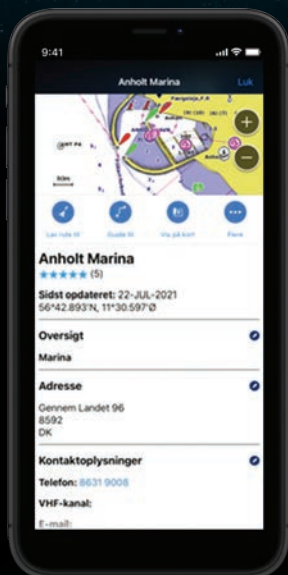 9:41
Anholt Marina
Luk
Lav rute til
Guide til
Vis på kort
Flere
Anholt Marina
(5)
Sidst opdateret: 22-JUL-2021
56°42.893'N, 11°30.597'Ø
Oversigt
Marina
Adresse
Gennem Landet 96
8592
DK
Kontaktoplysninger
Telefon: 8631 9008
VHF-kanal:
E-mail: